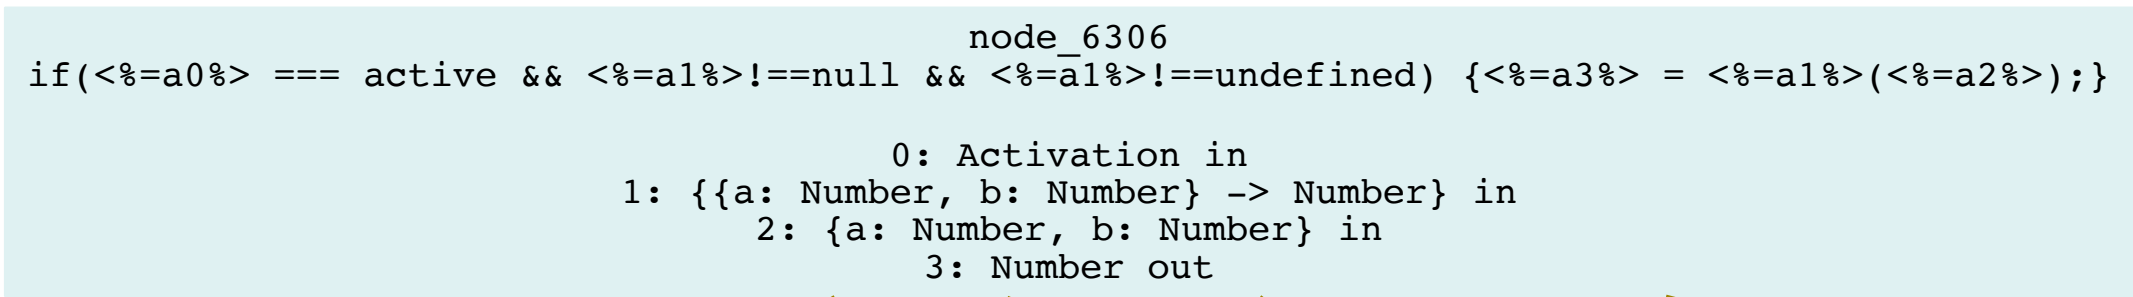 node_6306
if(<%=a0%> === active && <%=a1%>!==null && <%=a1%>!==undefined) {<%=a3%> = <%=a1%>(<%=a2%>);}
0: Activation in
1: {{a: Number, b: Number} -> Number} in
2: {a: Number, b: Number} in
3: Number out